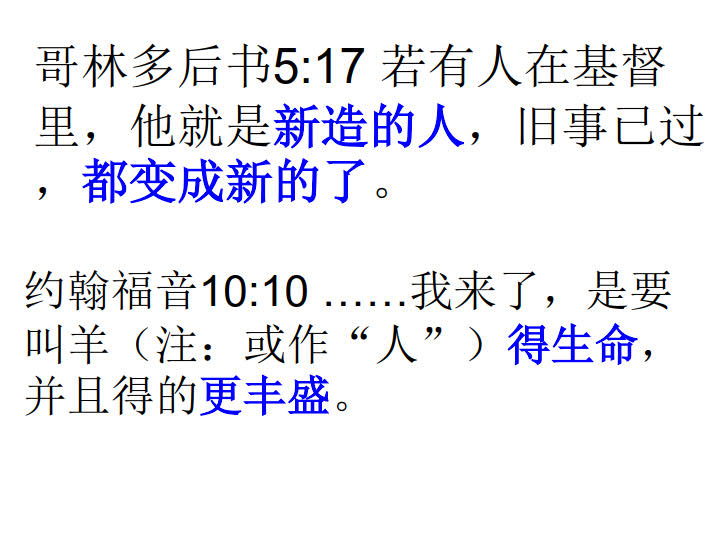 哥林多后书5:17 若有人在基督
里，他就是新造的人，旧事已过
，都变成新的了。
约翰福音10:10 ……我来了，是要
叫羊（注：或作“人”）得生命，
并且得的更丰盛。